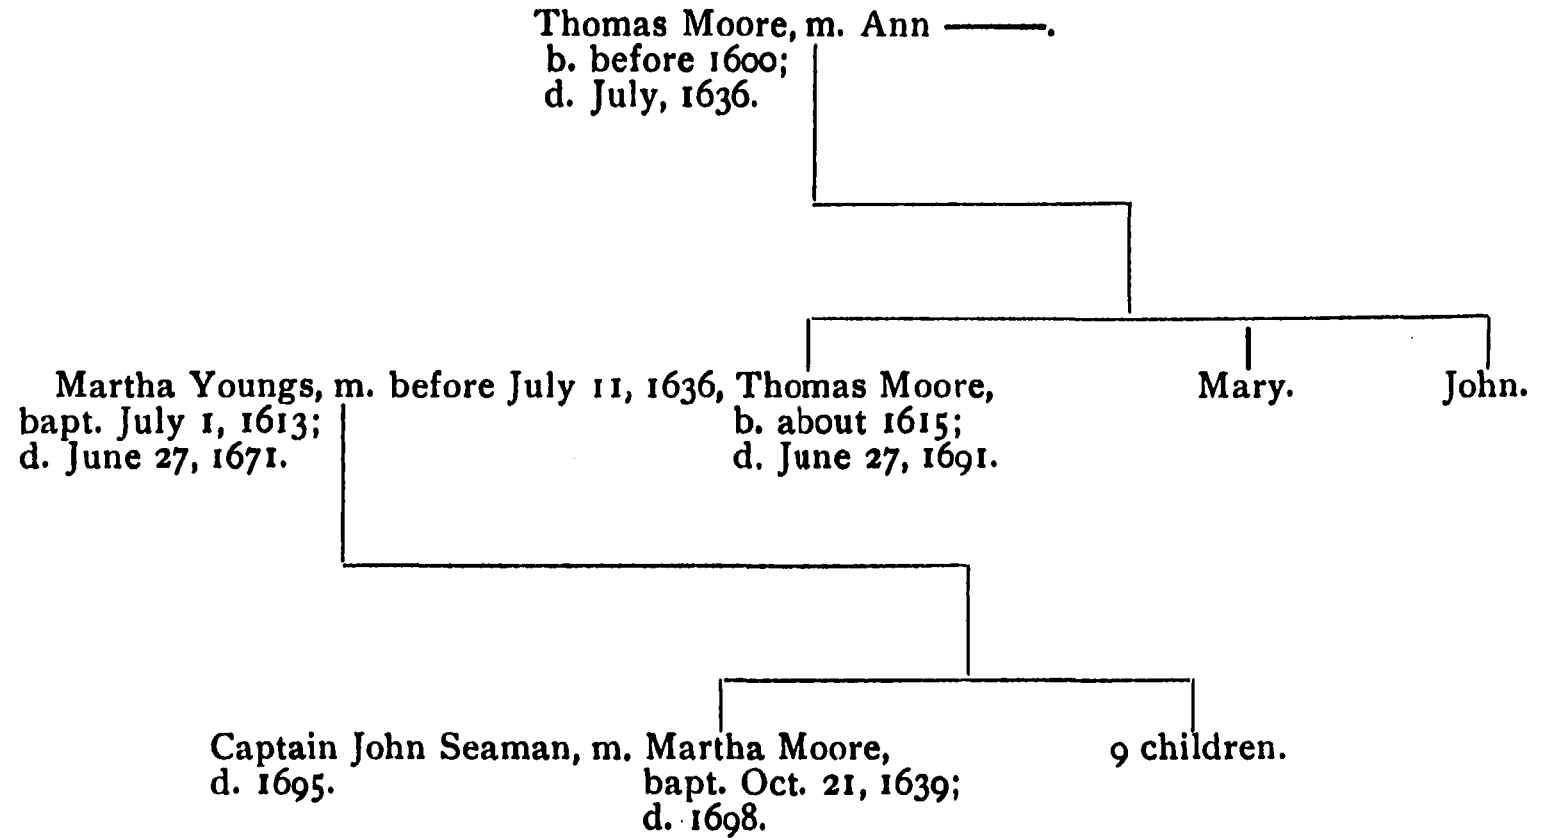 Thomas Moore, m. Ann ———.
b. before 1600;
d. July, 1636.
Martha Youngs, m. before July 11, 1636, Thomas Moore,
bapt. July 1, 1613;
d. June 27, 1671.
b. about 1615;
d. June 27, 1691.
Mary.
John.
Captain John Seaman, m. Martha Moore,
d. 1695.
bapt. Oct. 21, 1639;
d. 1698.
9 children.